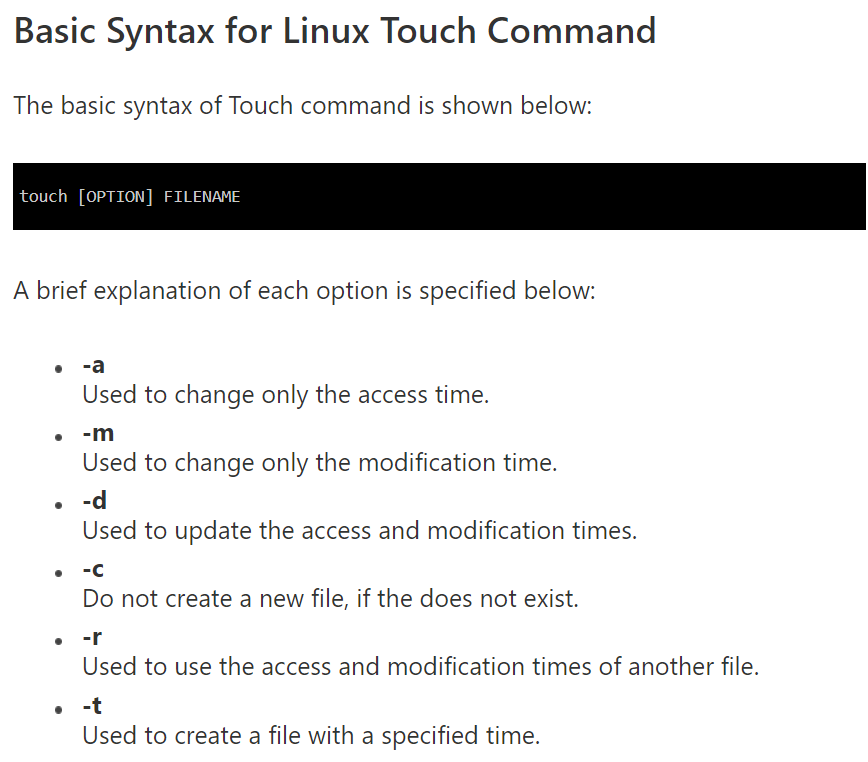 Basic Syntax for Linux Touch Command
The basic syntax of Touch command is shown below:
touch [OPTION] FILENAME
A brief explanation of each option is specified below:
-a
Used to change only the access time.
-m
Used to change only the modification time.
-d
Used to update the access and modification times.
-c
Do not create a new file, if the does not exist.
-r
Used to use the access and modification times of another file.
-t
Used to create a file with a specified time.